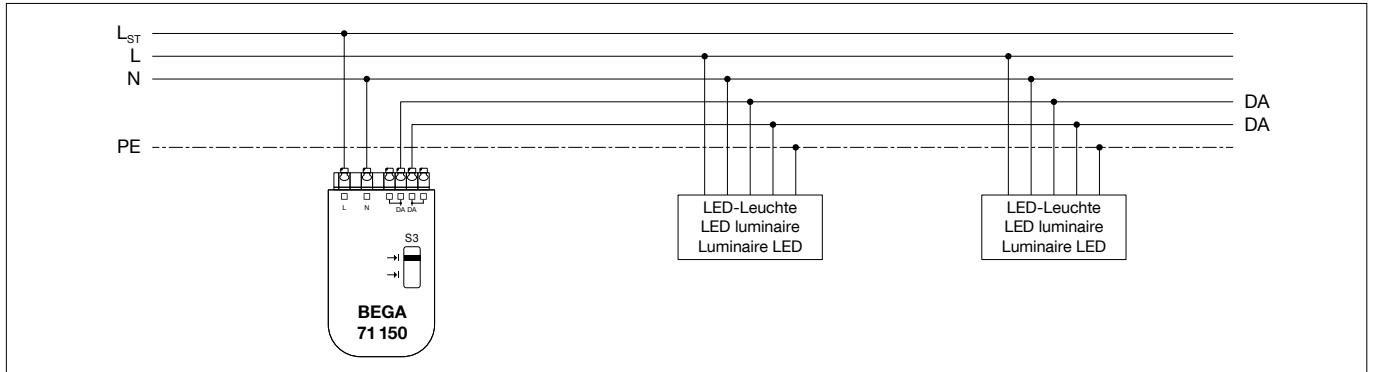 LST
L
N
DA
DA
PE
L N DA DA
S3
BEGA
71 150
LED-Leuchte
LED luminaire
Luminaire LED
LED-Leuchte
LED luminaire
Luminaire LED